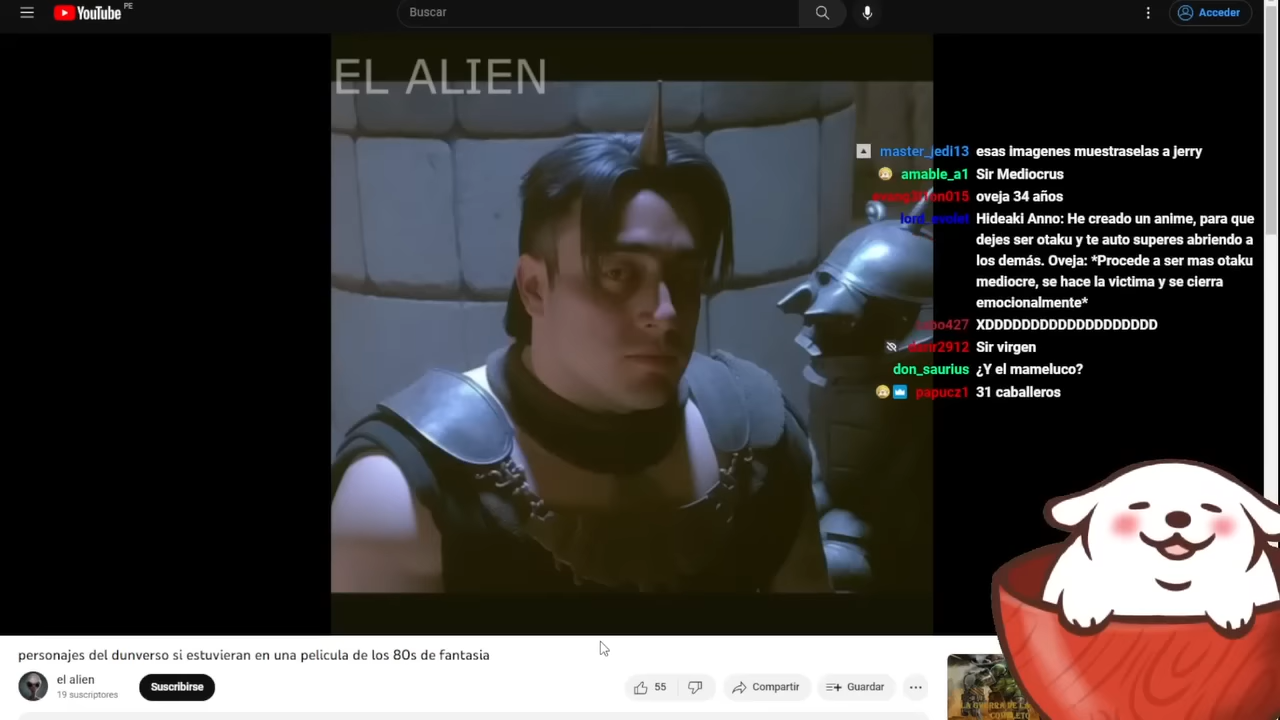 YouTube PE
Buscar
Acceder
EL ALIEN
master_jedi13 esas imagenes muestraselas a jerry
amable_a1 Sir Mediocrus
oveja 34 años
Hideaki Anno: He creado un anime, para que
dejes ser otaku y te auto superes abriendo a
los demás. Oveja: *Procede a ser mas otaku
mediocre, se hace la victima y se cierra
emocionalmente*
XDDDDDDDDDDDDDDDDDDD
Sir virgen
don_saurius ¿Y el mameluco?
papucz1 31 caballeros
personajes del dunverso si estuvieran en una pelicula de los 80s de fantasia
el alien
19 suscriptores
Suscribirse
55
Compartir
Guardar